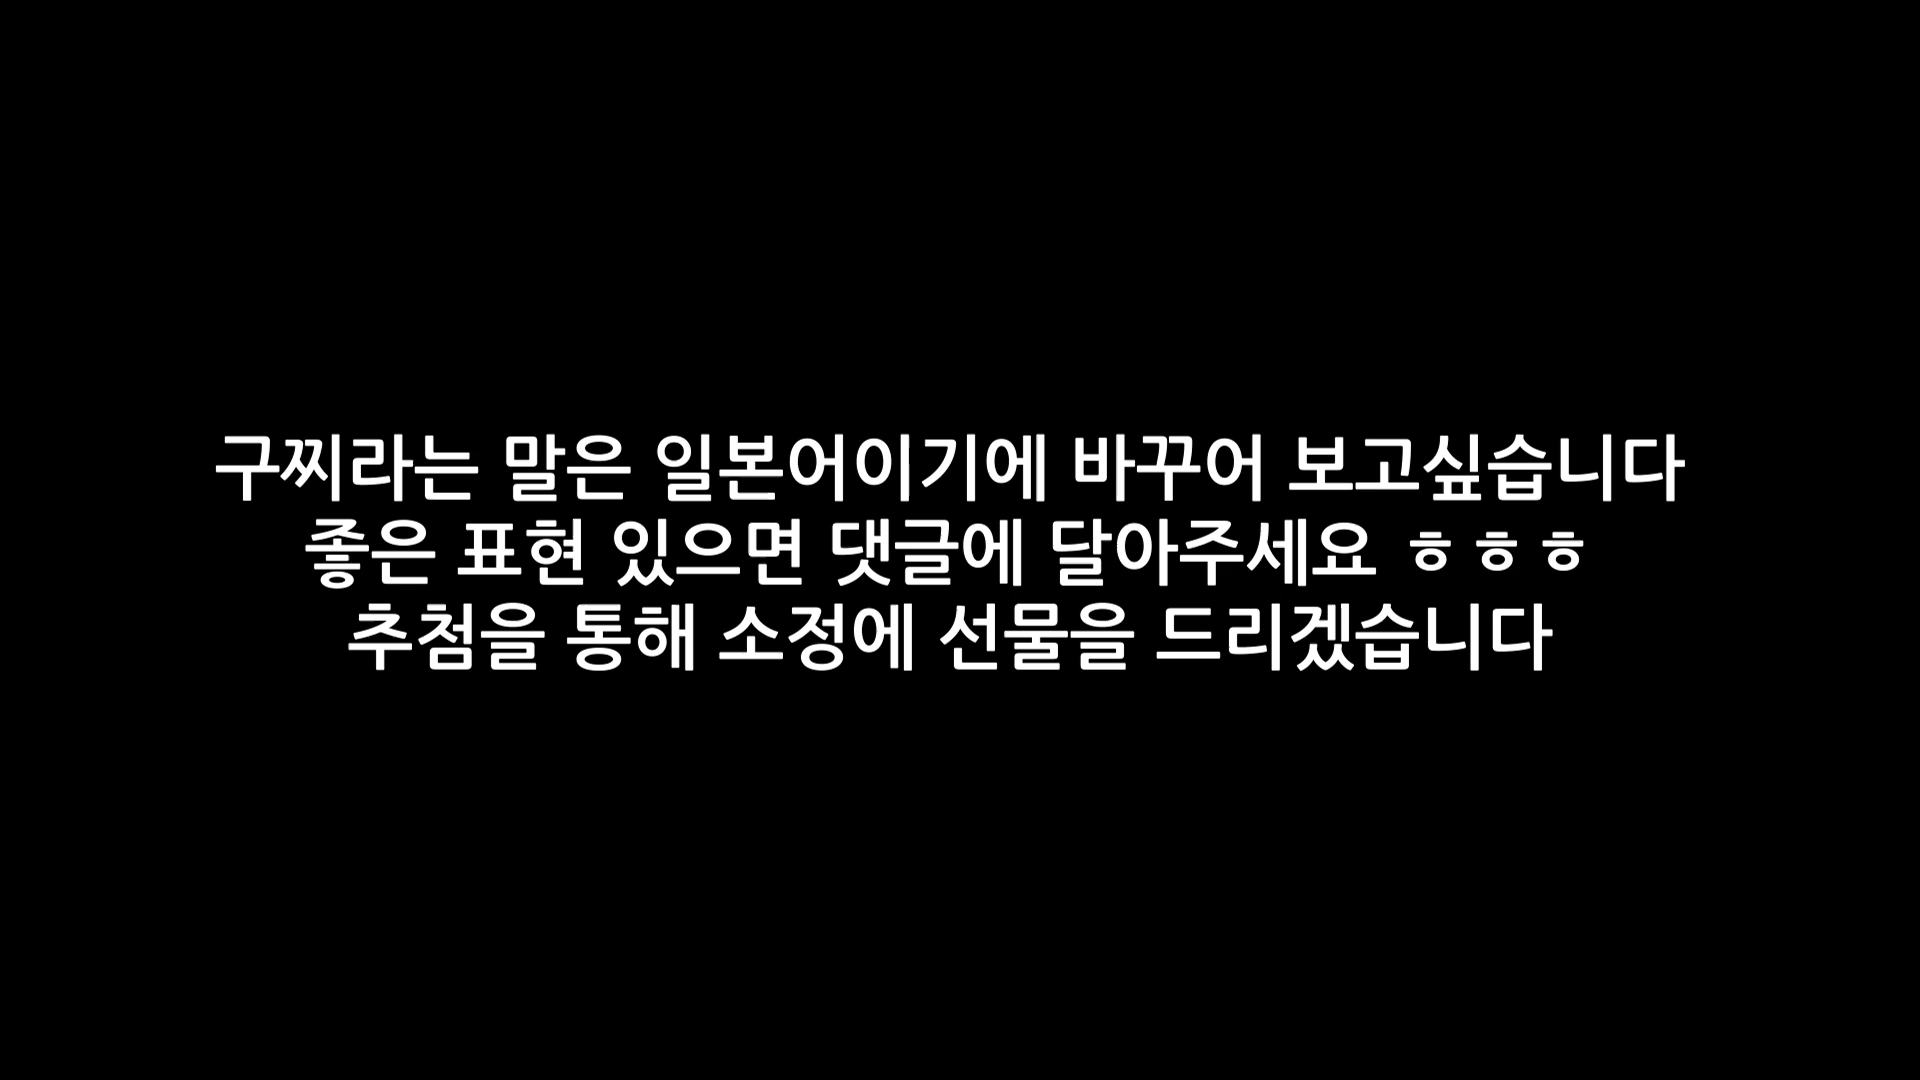 구찌라는 말은 일본어이기에 바꾸어 보고싶습니다
좋은 표현 있으면 댓글에 달아주세요 ㅎㅎㅎ
추첨을 통해 소정에 선물을 드리겠습니다